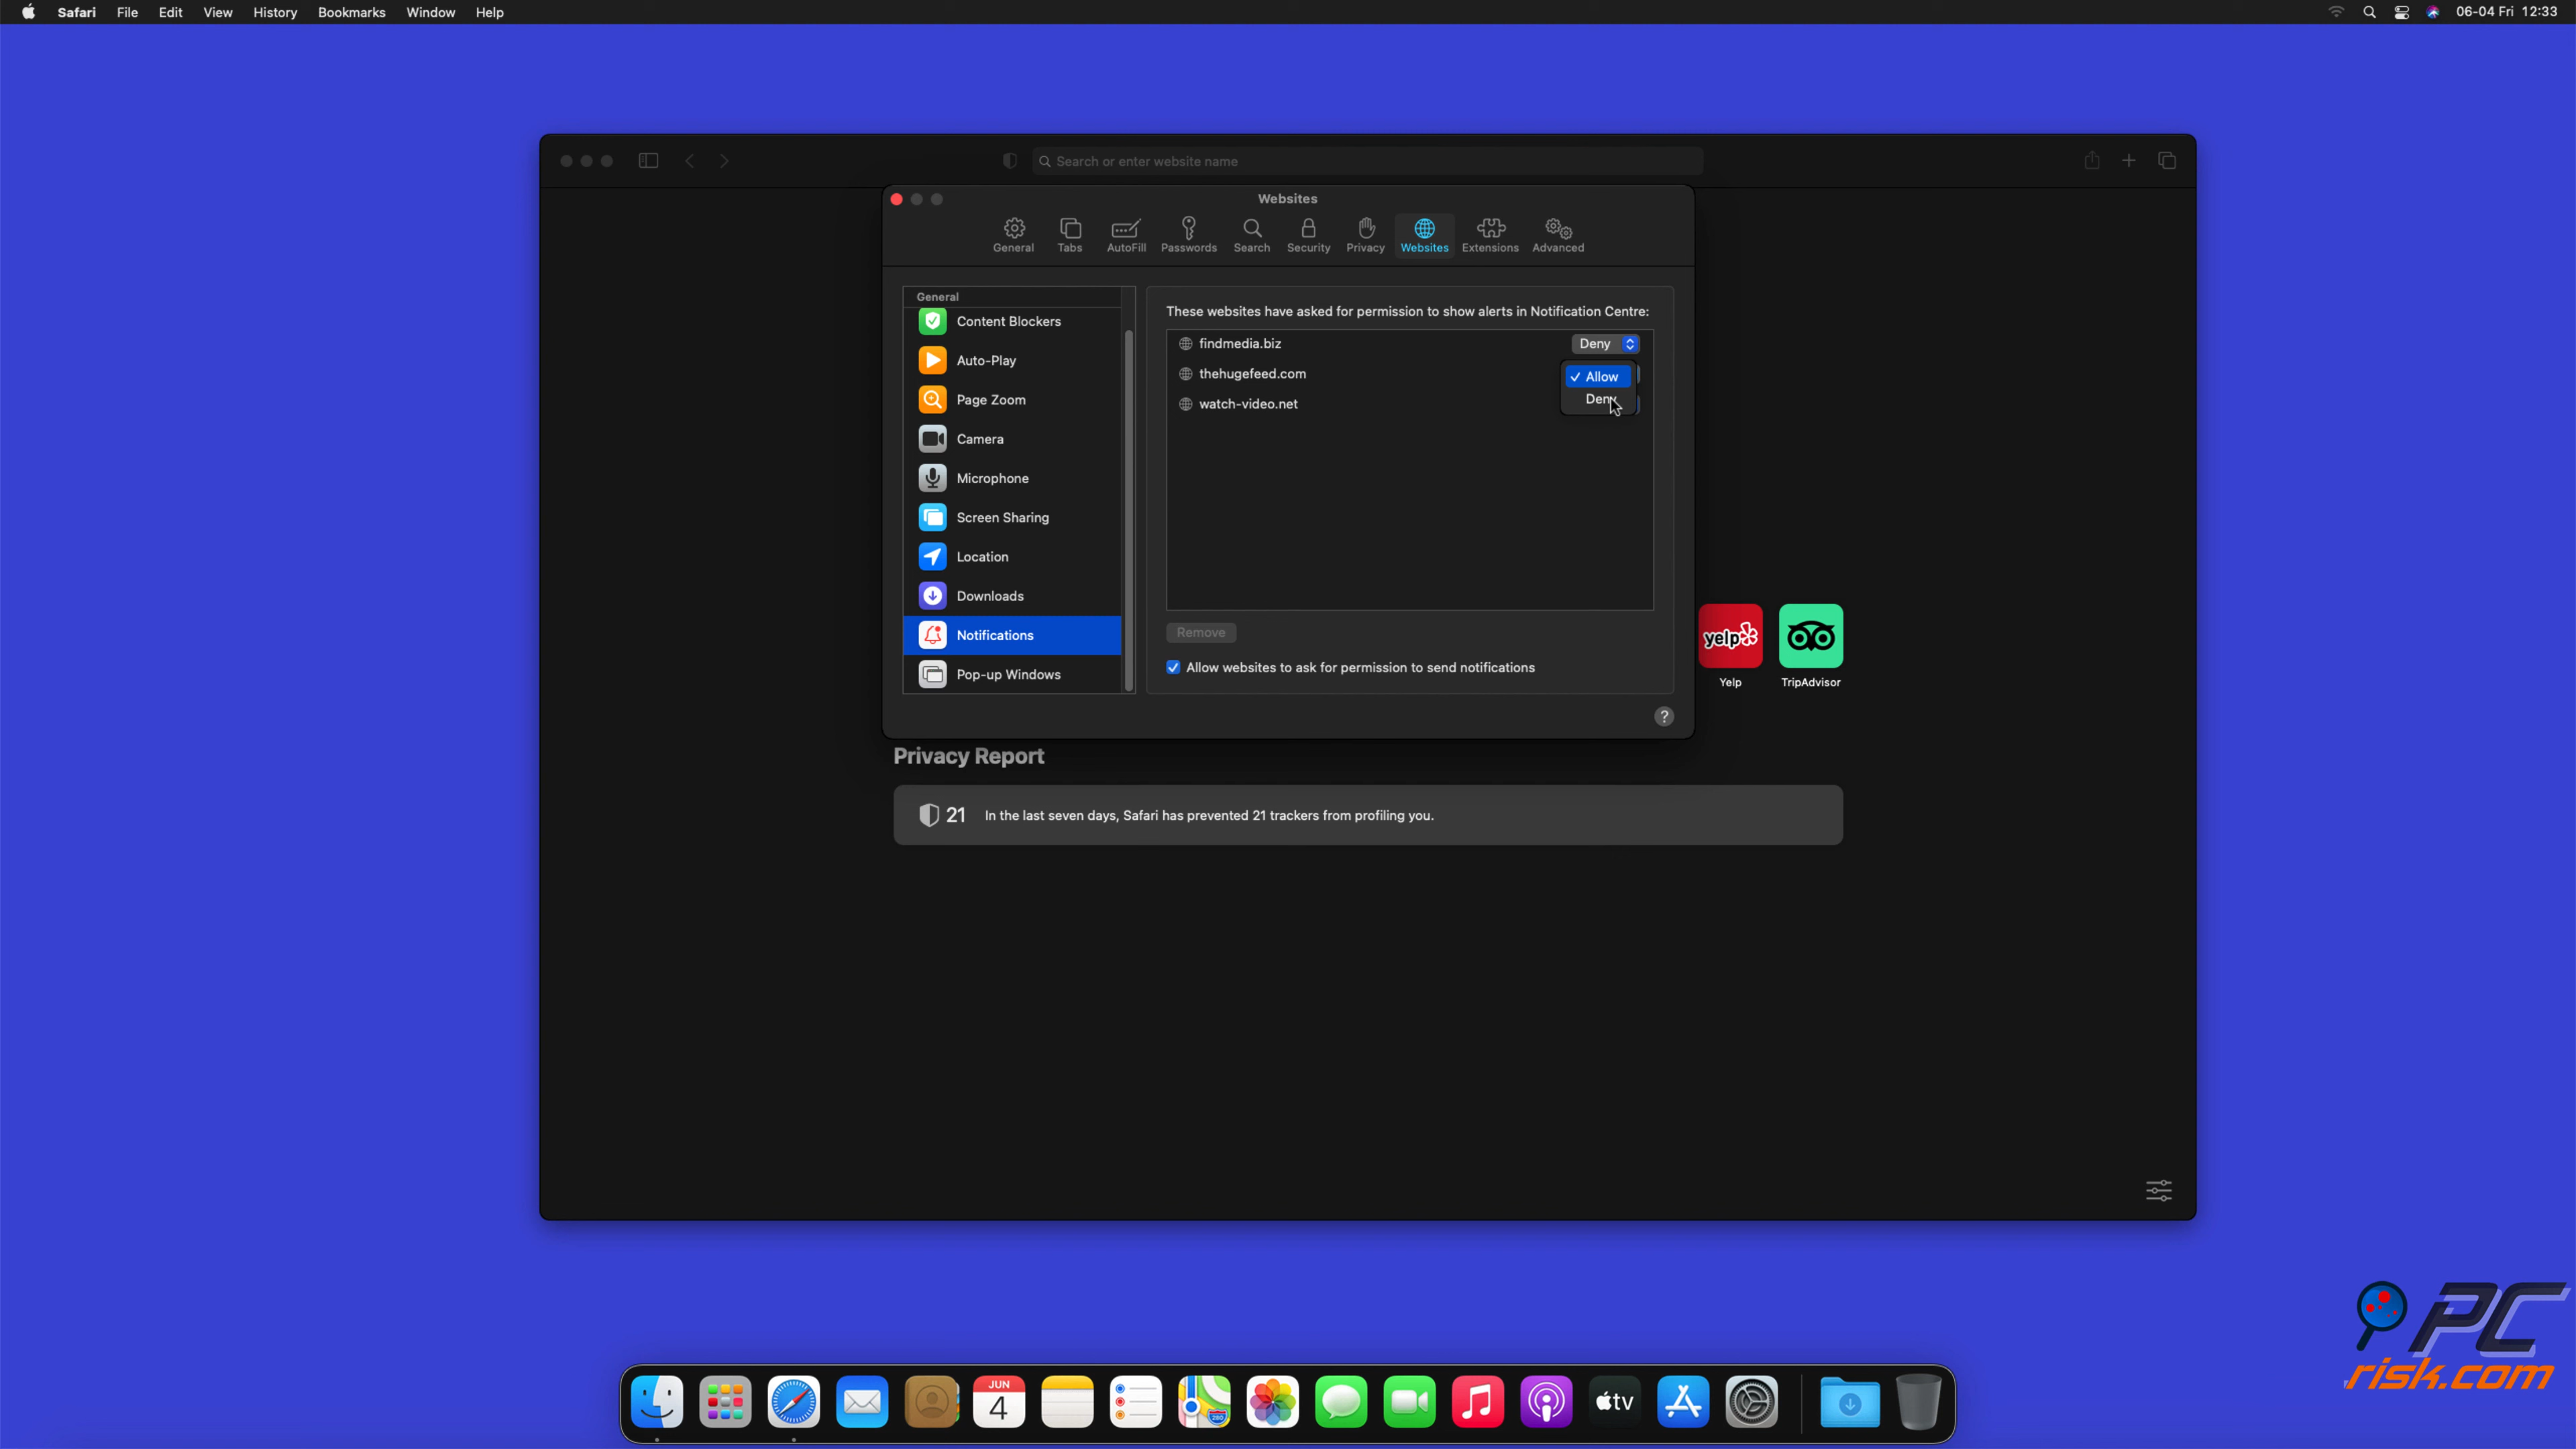 Safari File Edit View History Bookmarks Window Help 06-04 Fri 12:33
Search or enter website name
Websites
General Tabs AutoFill Passwords Search Security Privacy Websites Extensions Advanced
General
Content Blockers
Auto-Play
Page Zoom
Camera
Microphone
Screen Sharing
Location
Downloads
Notifications
Pop-up Windows
These websites have asked for permission to show alerts in Notification Centre:
findmedia.biz Deny
thehugefeed.com ✓ Allow
Deny
watch-video.net
Remove
Allow websites to ask for permission to send notifications
?
yelp
Yelp TripAdvisor
Privacy Report
21 In the last seven days, Safari has prevented 21 trackers from profiling you.
JUN
4
280
tv
PC
risk.com